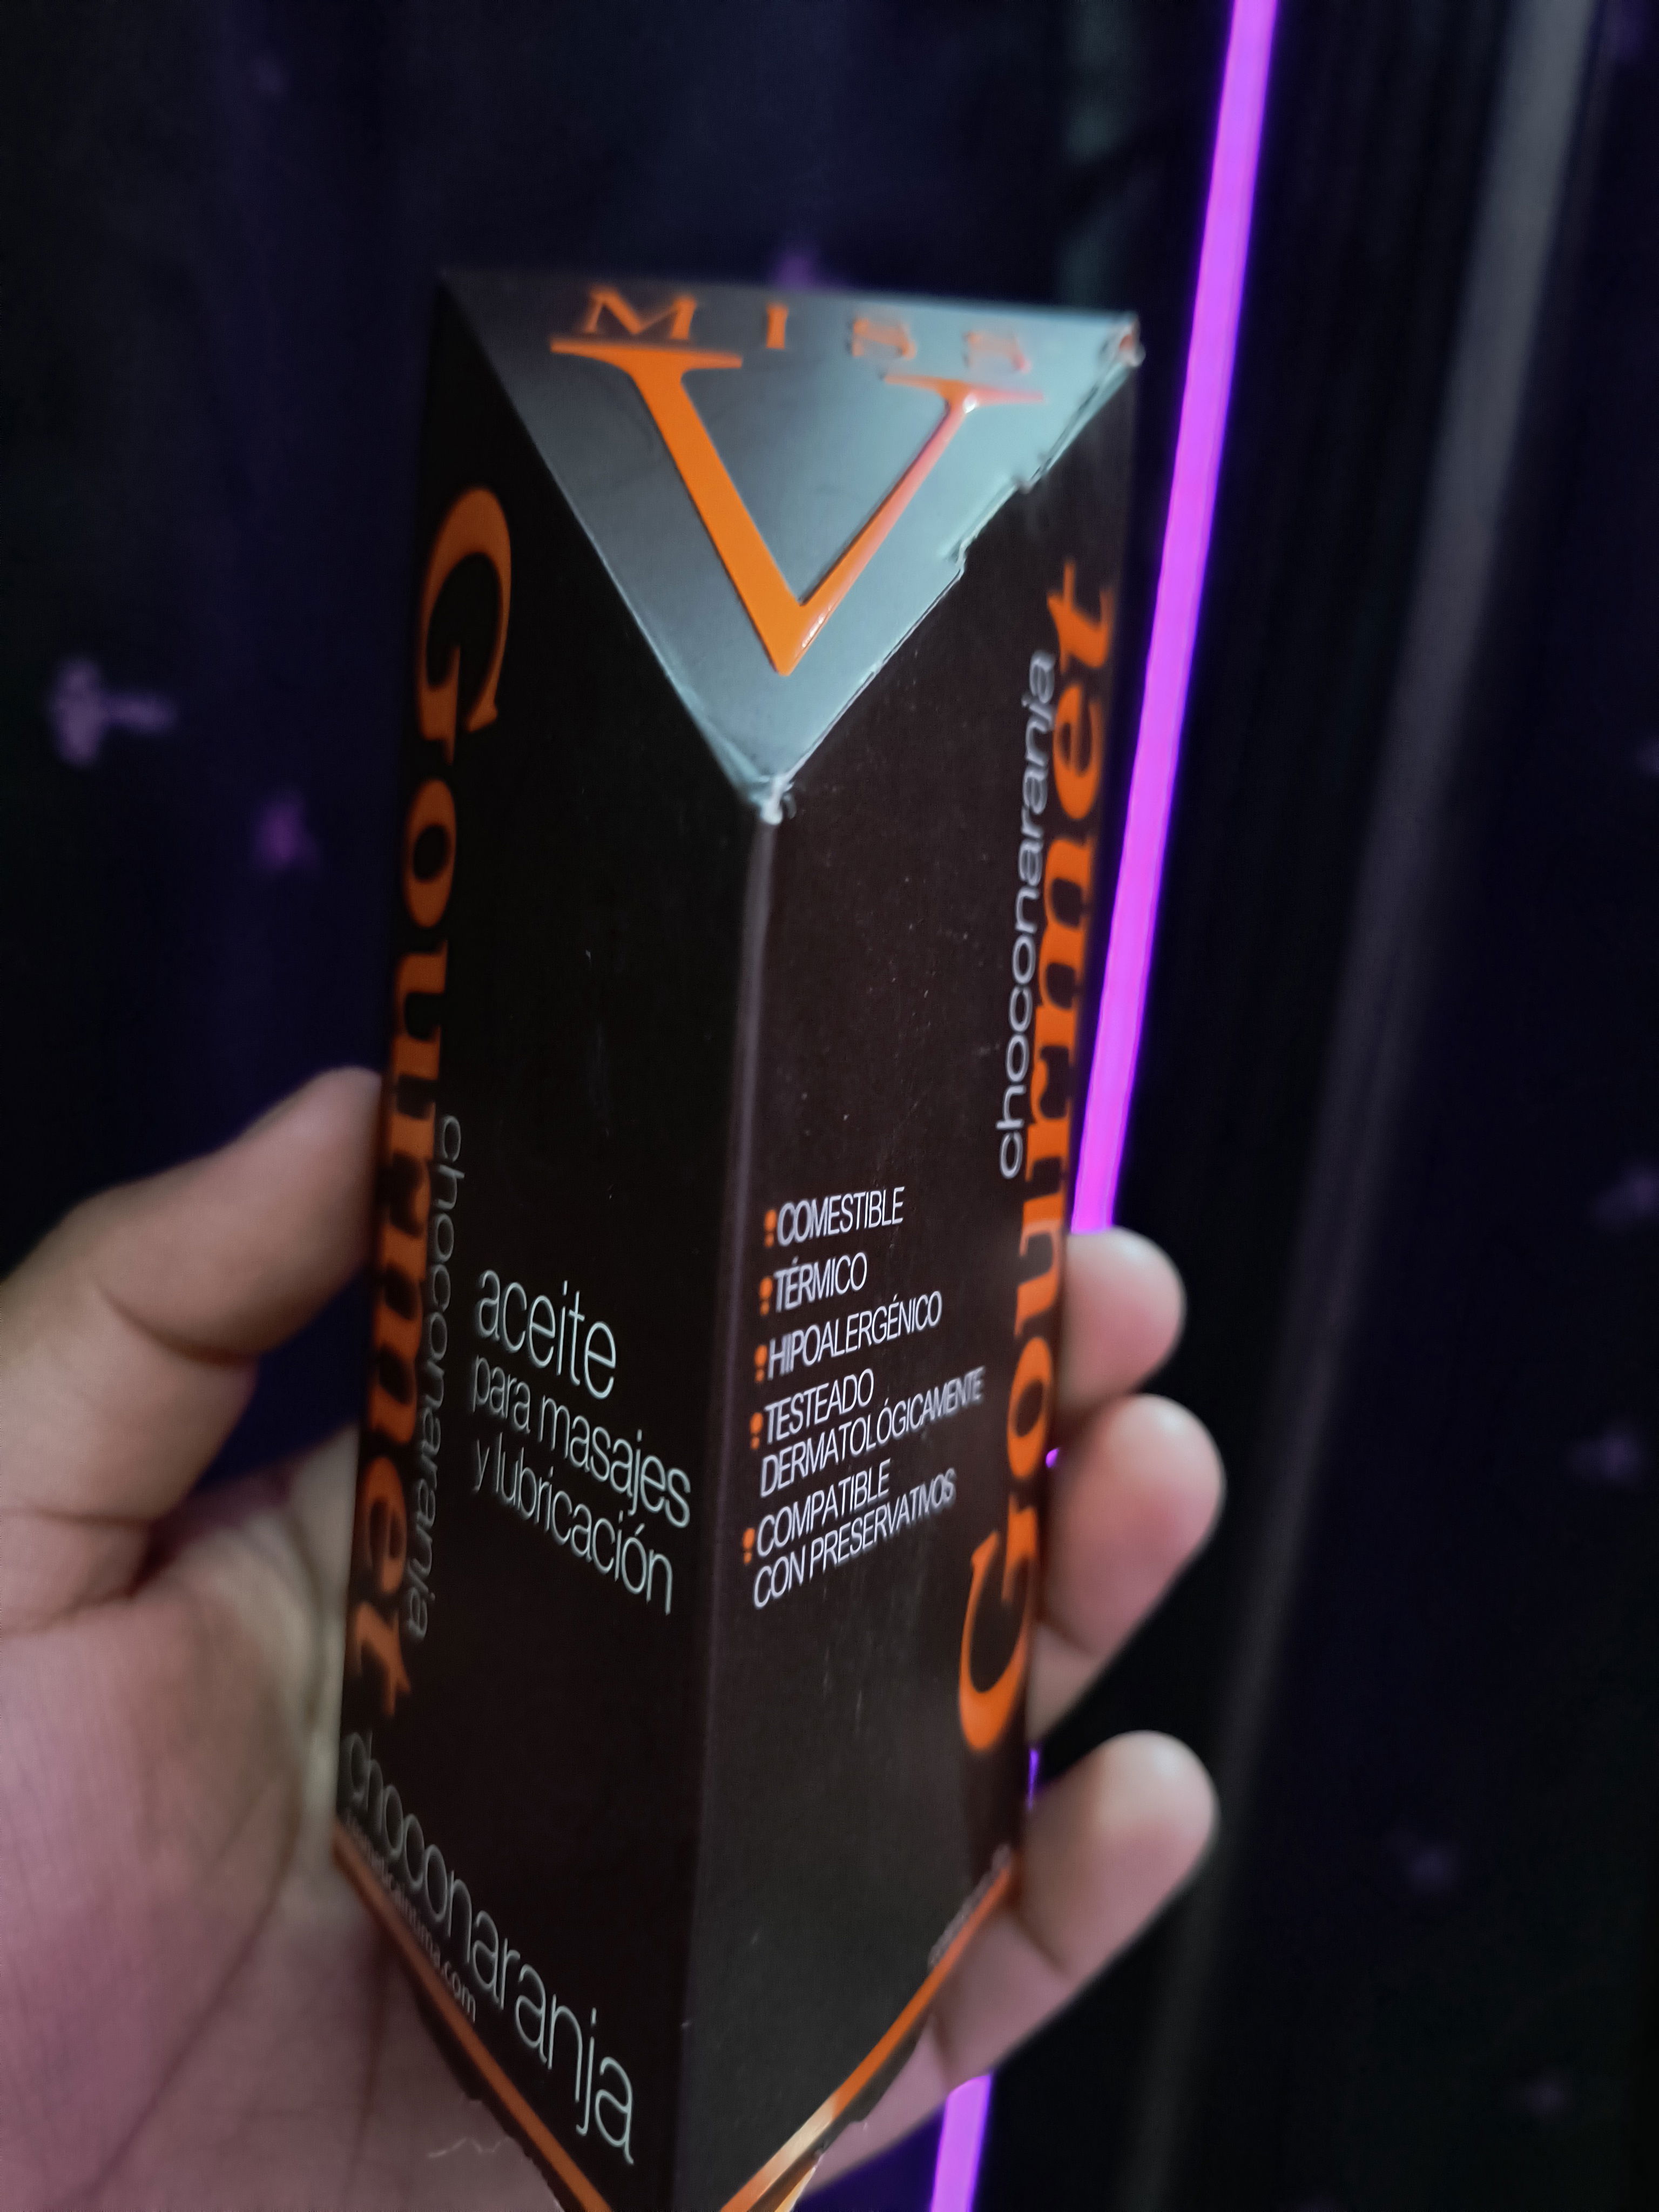 MISS
V
Gourmet
choconaranja
aceite
para masajes
y lubricación
choconaranja
COMESTIBLE
TÉRMICO
HIPOALERGÉNICO
TESTEADO
DERMATOLÓGICAMENTE
COMPATIBLE
CON PRESERVATIVOS
choconaranja
Gourmet